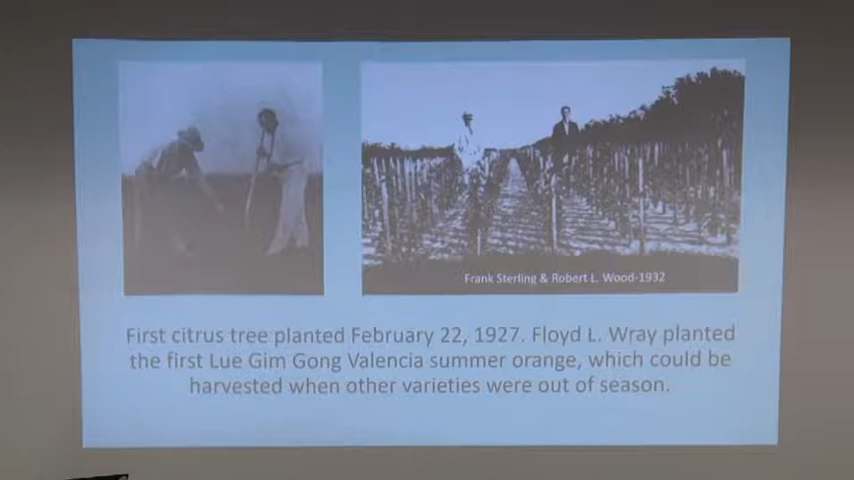 Frank Sterling & Robert L. Wood-1932
First citrus tree planted February 22, 1927. Floyd L. Wray planted
the first Lue Gim Gong Valencia summer orange, which could be
harvested when other varieties were out of season.